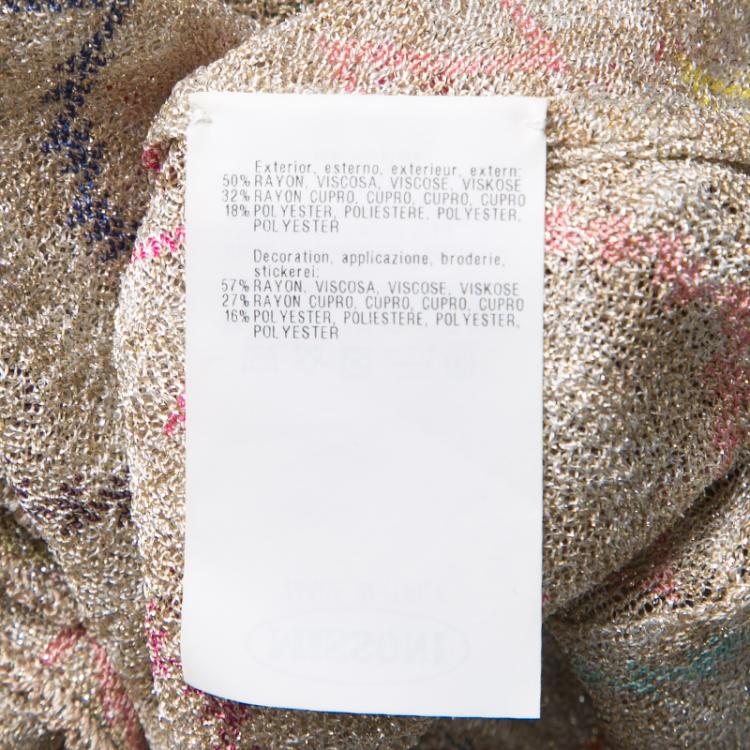 Exterior, esterno, exterieur, extern:
50% RAYON, VISCOSA, VISCOSE, VISKOSE
32% RAYON CUPRO, CUPRO, CUPRO, CUPRO
18% POLYESTER, POLIESTERE, POLYESTER,
POLYESTER
Decoration, applicazione, broderie,
stickerei:
57% RAYON, VISCOSA, VISCOSE, VISKOSE
27% RAYON CUPRO, CUPRO, CUPRO, CUPRO
16% POLYESTER, POLIESTERE, POLYESTER,
POLYESTER
MISSONI